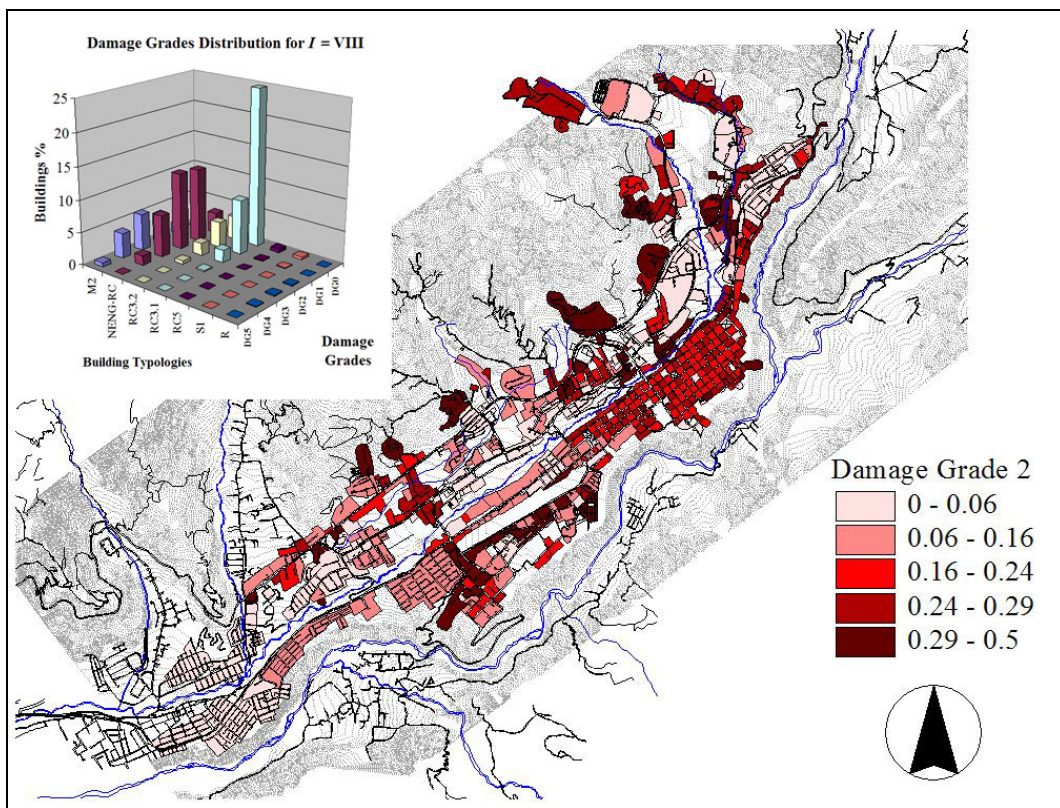 Damage Grades Distribution for I = VIII
Buildings %
25
20
15
10
5
0
M2
NENG-RC
RC3.2
RC3.1
RC5
S1
R
DG5
DG4
DG3
DG2
DG1
DG0
Building Typologies
Damage
Grades
Damage Grade 2
0 - 0.06
0.06 - 0.16
0.16 - 0.24
0.24 - 0.29
0.29 - 0.5